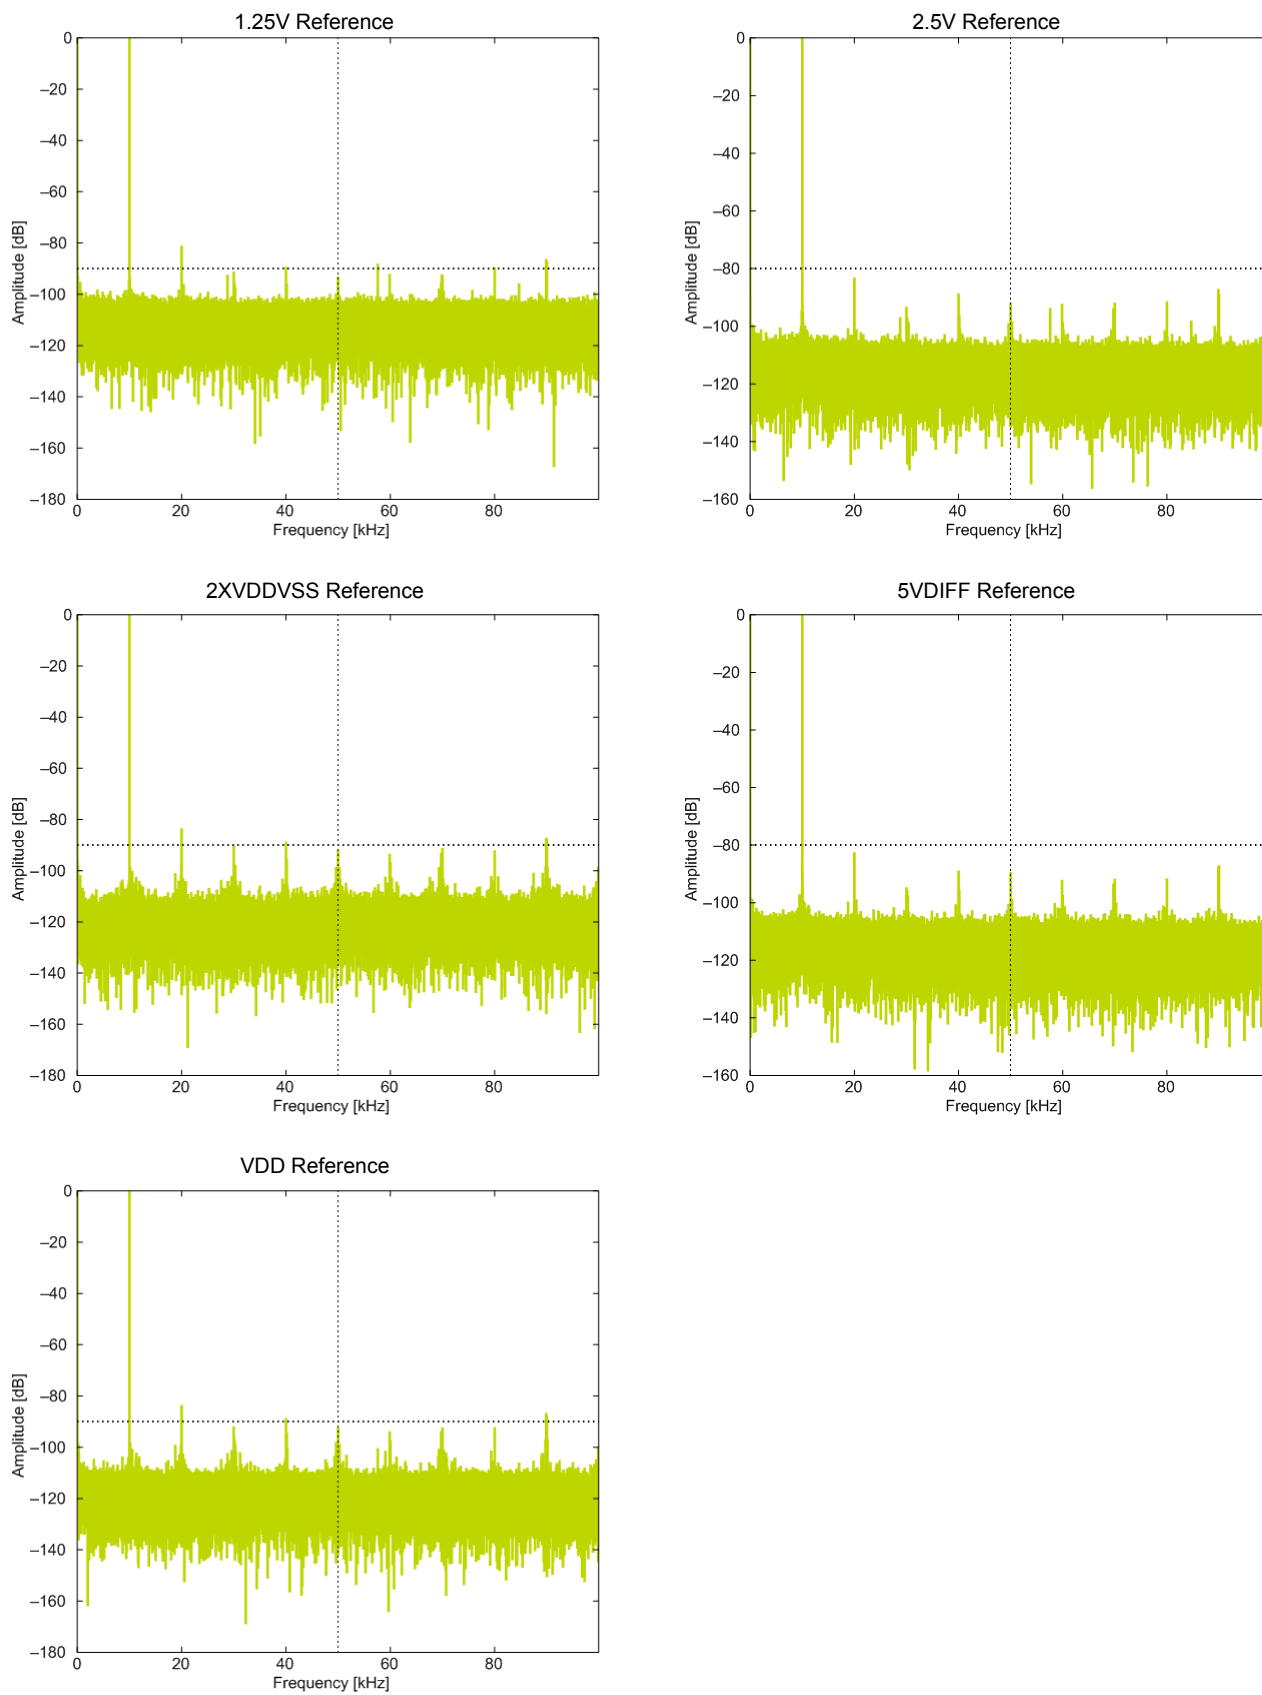 1.25V Reference
0
–20
–40
–60
–80
–100
–120
–140
–160
–180
Amplitude [dB]
0 20 40 60 80
Frequency [kHz]
2.5V Reference
0
–20
–40
–60
–80
–100
–120
–140
–160
Amplitude [dB]
0 20 40 60 80
Frequency [kHz]
2XVDDVSS Reference
0
–20
–40
–60
–80
–100
–120
–140
–160
–180
Amplitude [dB]
0 20 40 60 80
Frequency [kHz]
5VDIFF Reference
0
–20
–40
–60
–80
–100
–120
–140
–160
Amplitude [dB]
0 20 40 60 80
Frequency [kHz]
VDD Reference
0
–20
–40
–60
–80
–100
–120
–140
–160
–180
Amplitude [dB]
0 20 40 60 80
Frequency [kHz]